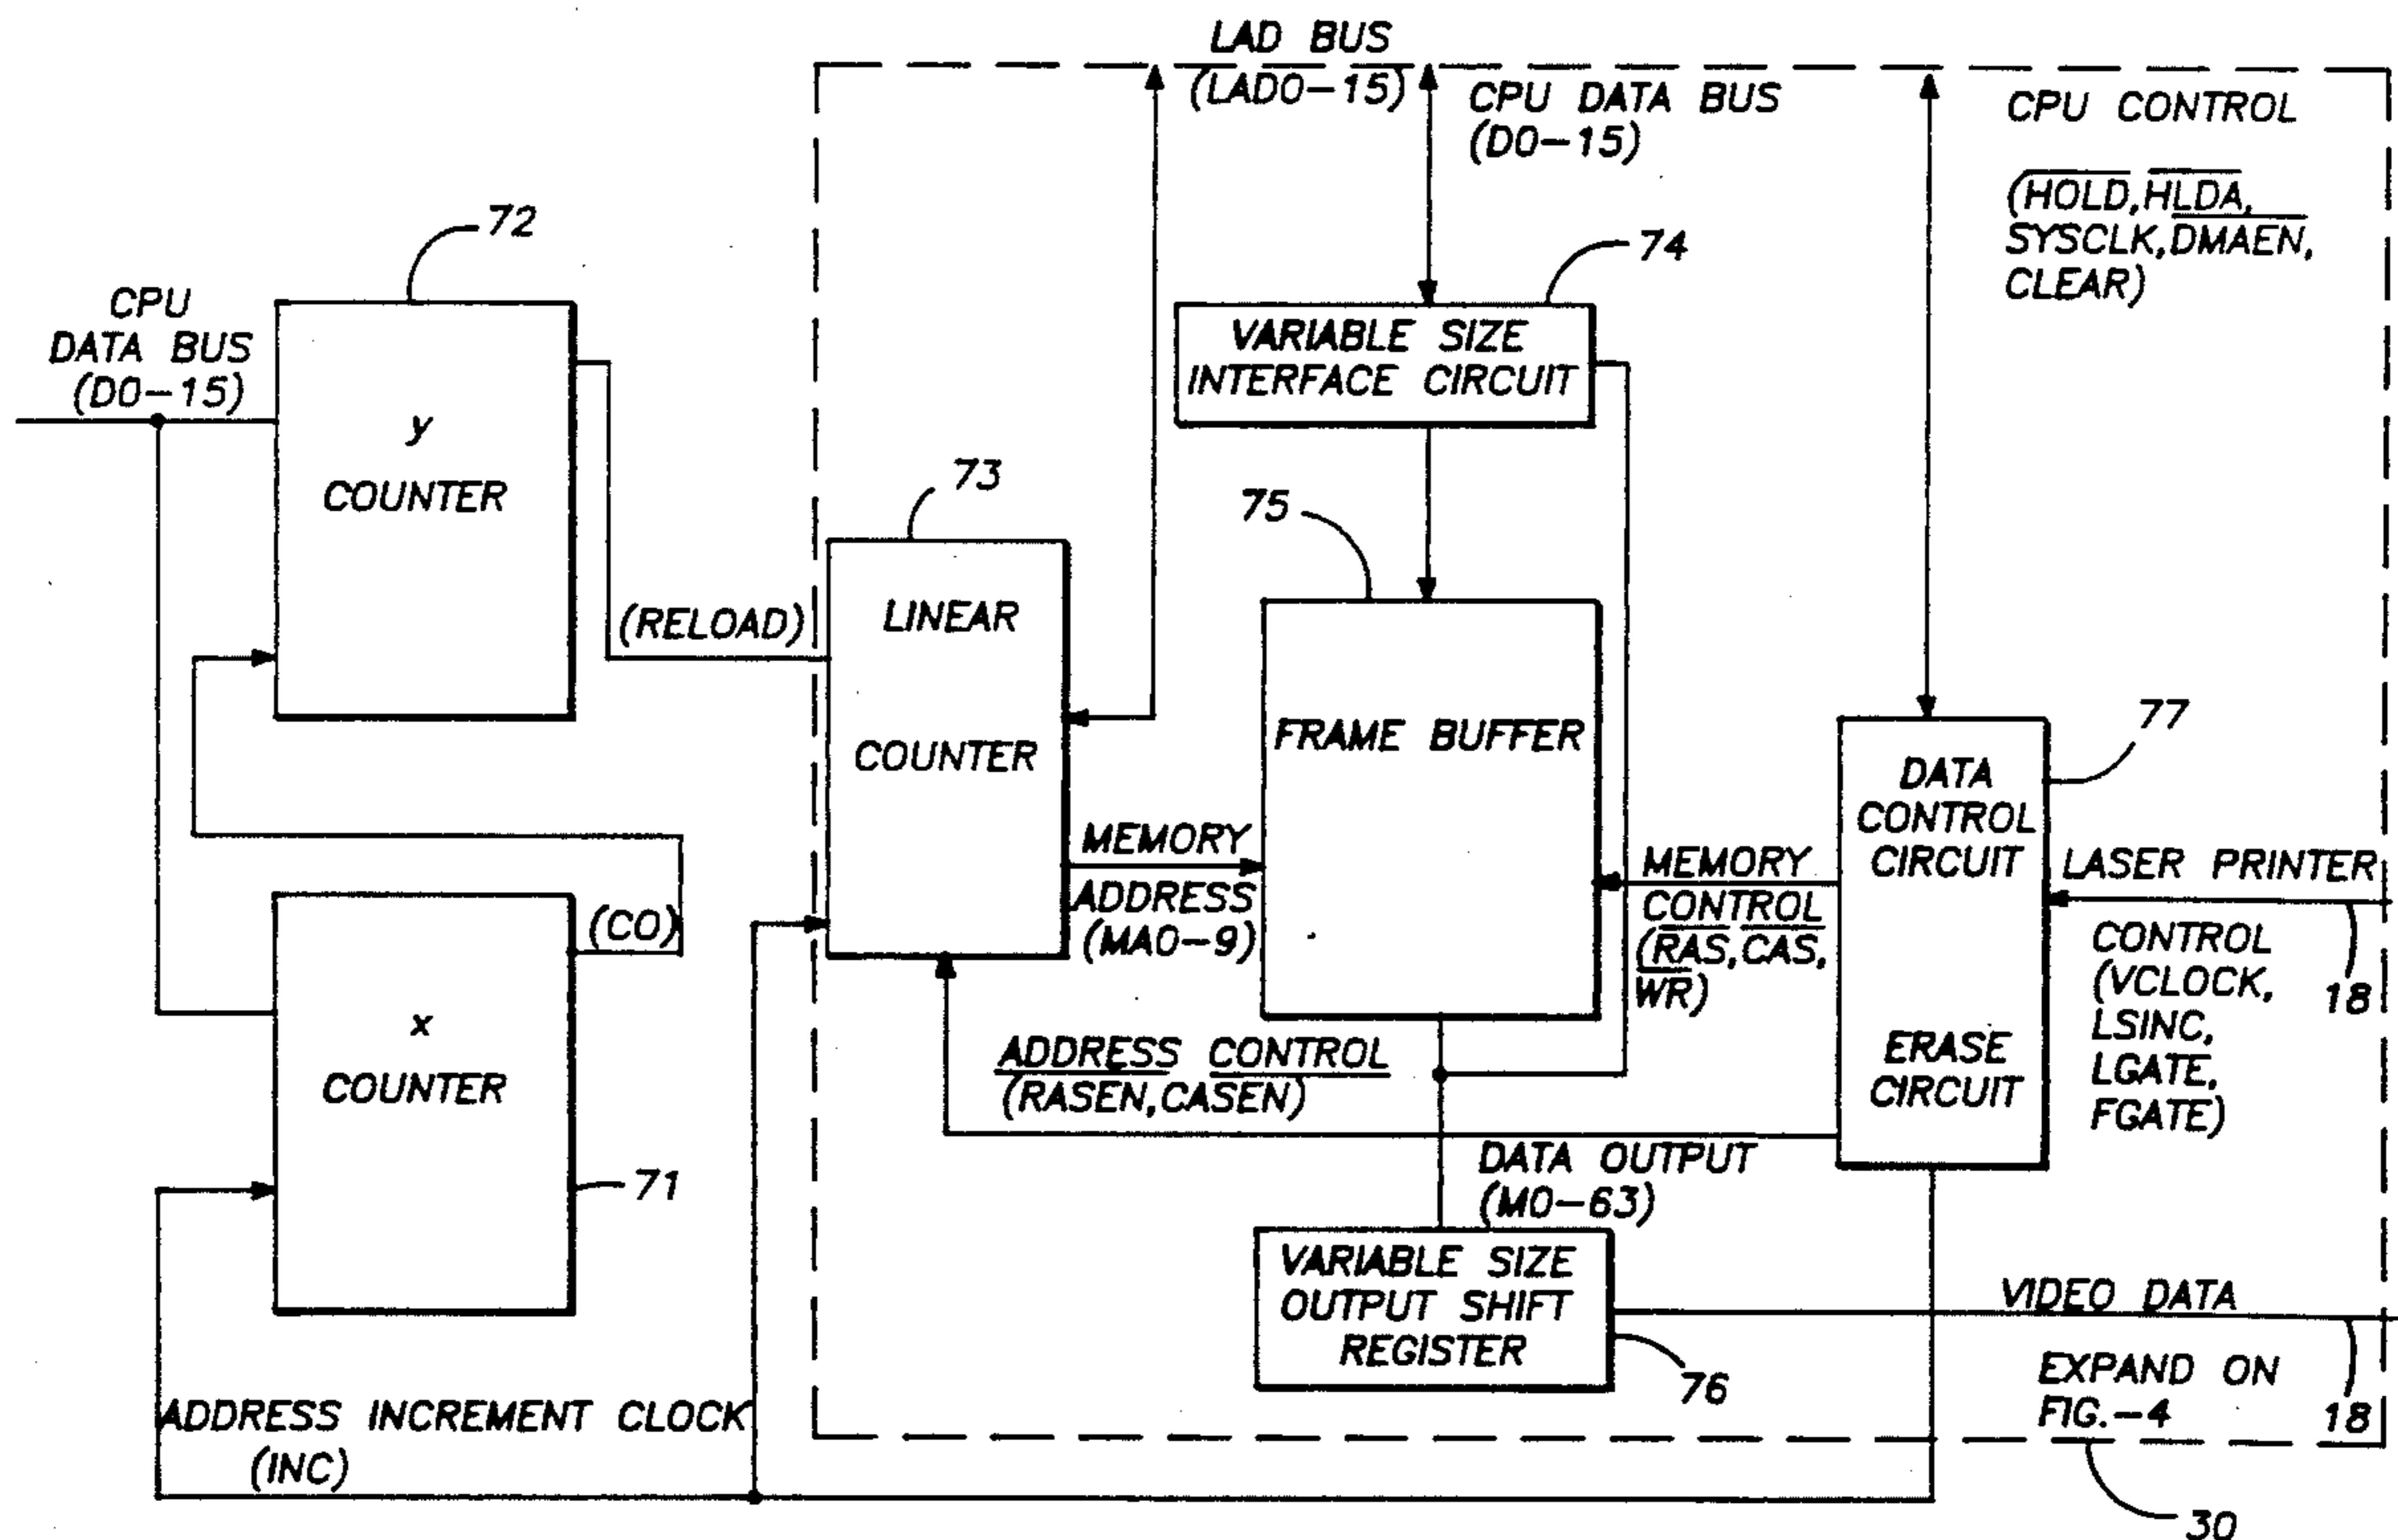 LAD BUS
(LAD0-15)
CPU DATA BUS
(D0-15)
CPU CONTROL
(HOLD, HLDA,
SYSCLK, DMAEN,
CLEAR)
72
CPU
DATA BUS
(D0-15)
y
COUNTER
74
VARIABLE SIZE
INTERFACE CIRCUIT
73
75
(RELOAD)
LINEAR
COUNTER
FRAME BUFFER
77
DATA
CONTROL
CIRCUIT
ERASE
CIRCUIT
MEMORY
ADDRESS
(MA0-9)
MEMORY
CONTROL
(RAS, CAS,
WR)
LASER PRINTER
CONTROL
(VCLOCK,
LSINC,
LGATE,
FGATE)
18
(CO)
x
COUNTER
71
ADDRESS CONTROL
(RASEN, CASEN)
DATA OUTPUT
(M0-63)
VARIABLE SIZE
OUTPUT SHIFT
REGISTER
76
VIDEO DATA
18
EXPAND ON
FIG.-4
ADDRESS INCREMENT CLOCK
(INC)
30